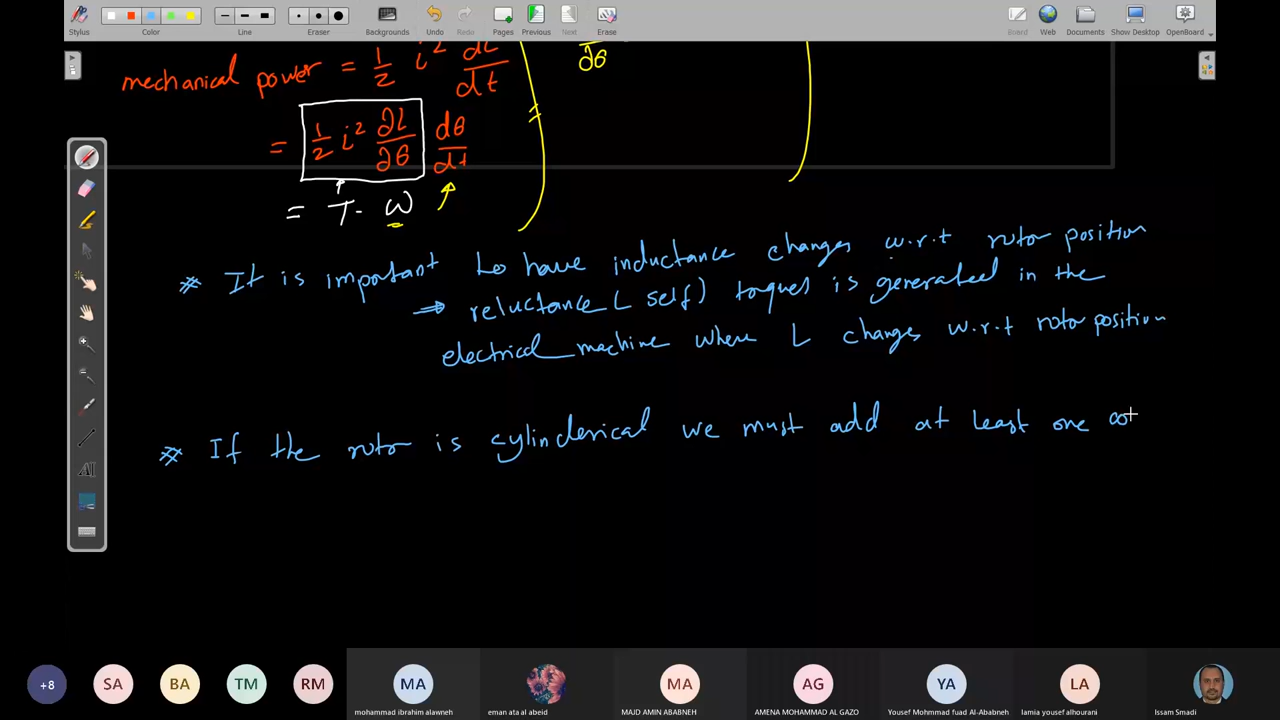 Stylus
Color
Eraser
Backgrounds
Undo
Redo
Pages
Previous
Next
Erase
Board
Web
Documents
Show Desktop
OpenBoard
mechanical power = 1/2 i² dL/dt
dθ
= 1/2 i² ∂L/∂θ dθ/dt
= T. ω
* It is important to have inductance changes w.r.t rotor position
⇒ reluctance (self) torques is generated in the
electrical machine where L changes w.r.t rotor position
* If the rotor is cylinderical we must add at least one co
+8
SA
BA
TM
RM
MA
mohammad ibrahim alawneh
eman ata al abeid
MA
MAJD AMIN ABABNEH
AG
AMENA MOHAMMAD AL GAZO
YA
Yousef Mohmmad fuad Al-Ababneh
LA
lamia yousef alhourani
Issam Smadi